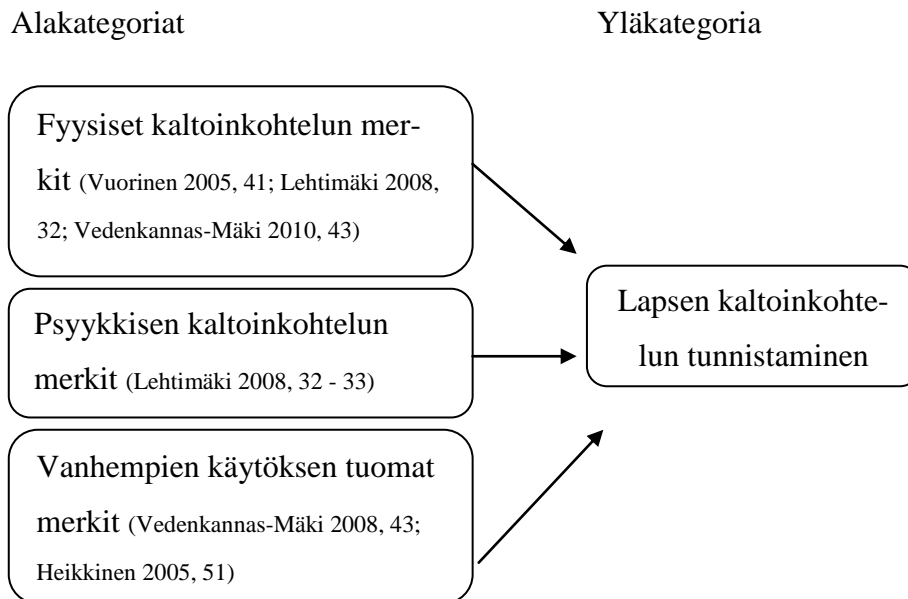 Alakategoriat
Yläkategoria
Fyysiset kaltoinkohtelun mer-
kit (Vuorinen 2005, 41; Lehtimäki 2008,
32; Vedenkannas-Mäki 2010, 43)
Psyykkisen kaltoinkohtelun
merkit (Lehtimäki 2008, 32 - 33)
Vanhempien käytöksen tuomat
merkit (Vedenkannas-Mäki 2008, 43;
Heikkinen 2005, 51)
Lapsen kaltoinkohte-
lun tunnistaminen